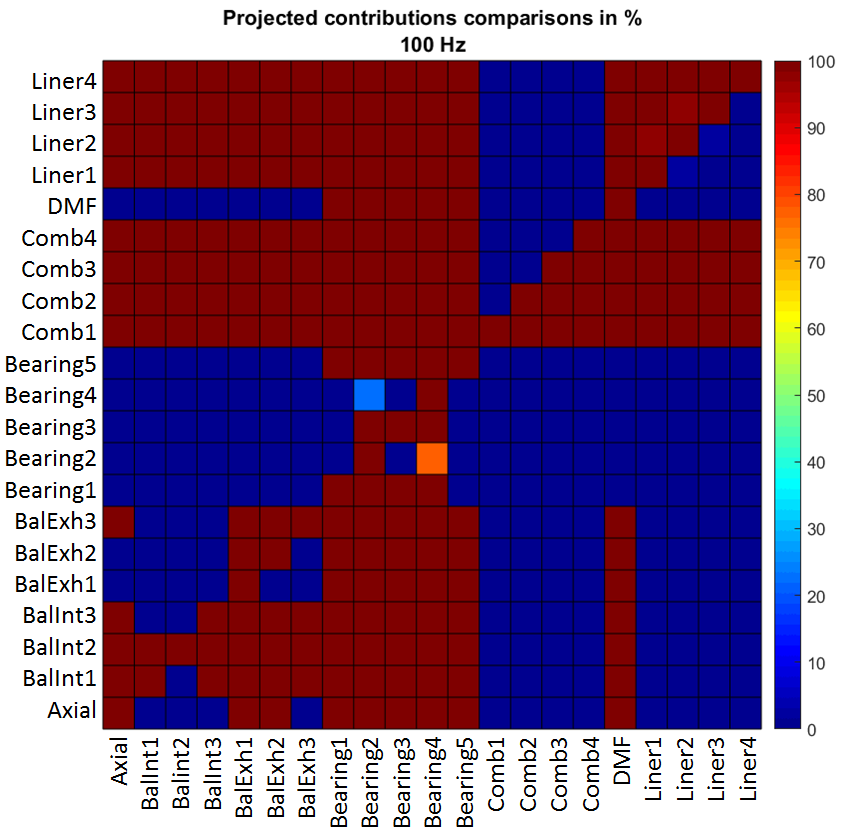 Projected contributions comparisons in %
100 Hz
Liner4
Liner3
Liner2
Liner1
DMF
Comb4
Comb3
Comb2
Comb1
Bearing5
Bearing4
Bearing3
Bearing2
Bearing1
BalExh3
BalExh2
BalExh1
BalInt3
BalInt2
BalInt1
Axial
Axial
BalInt1
Balint2
BalInt3
BalExh1
BalExh2
BalExh3
Bearing1
Bearing2
Bearing3
Bearing4
Bearing5
Comb1
Comb2
Comb3
Comb4
DMF
Liner1
Liner2
Liner3
Liner4
100
90
80
70
60
50
40
30
20
10
0